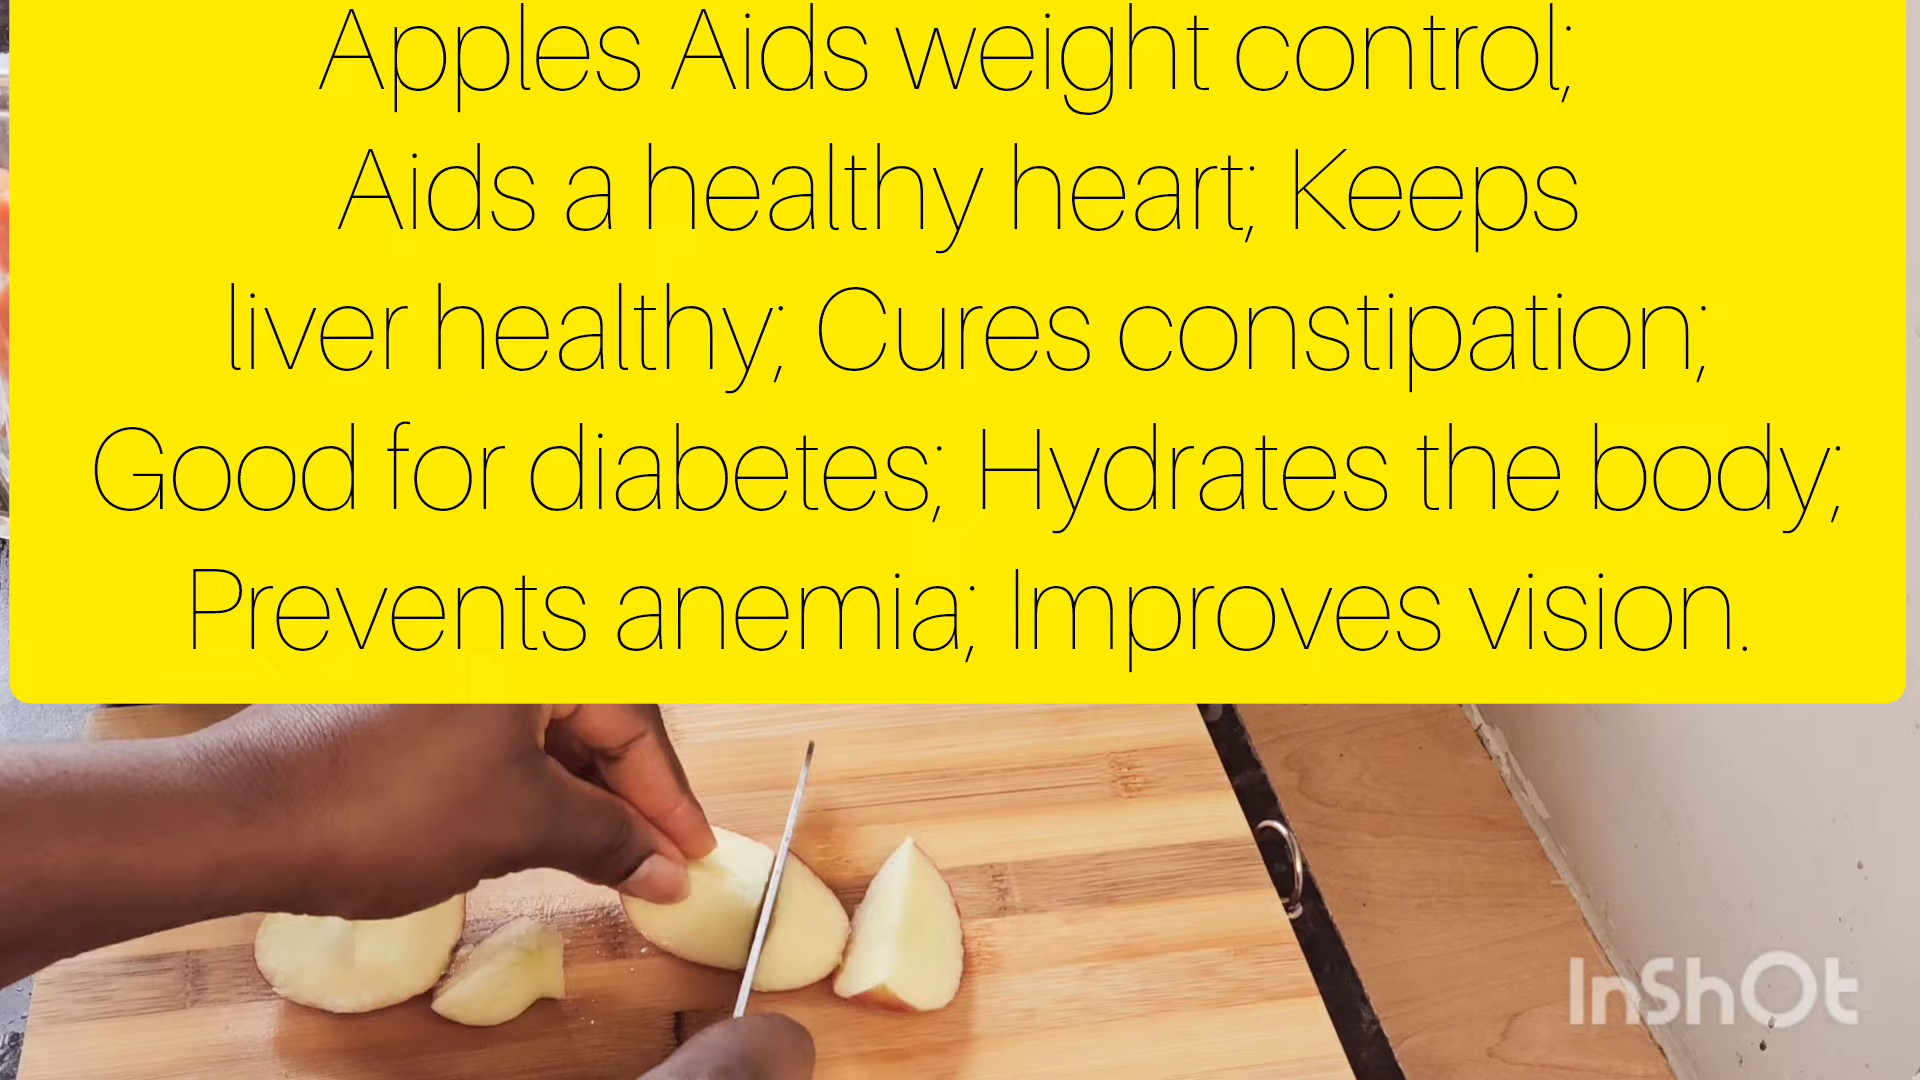 Apples Aids weight control;
Aids a healthy heart; Keeps
liver healthy; Cures constipation;
Good for diabetes; Hydrates the body;
Prevents anemia; Improves vision.
InShOt